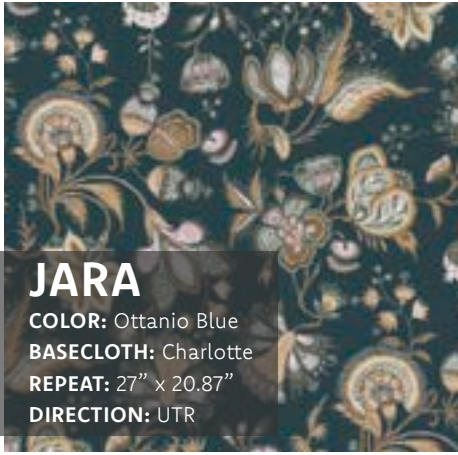 JARA
COLOR: Ottanio Blue
BASECLOTH: Charlotte
REPEAT: 27” x 20.87”
DIRECTION: UTR